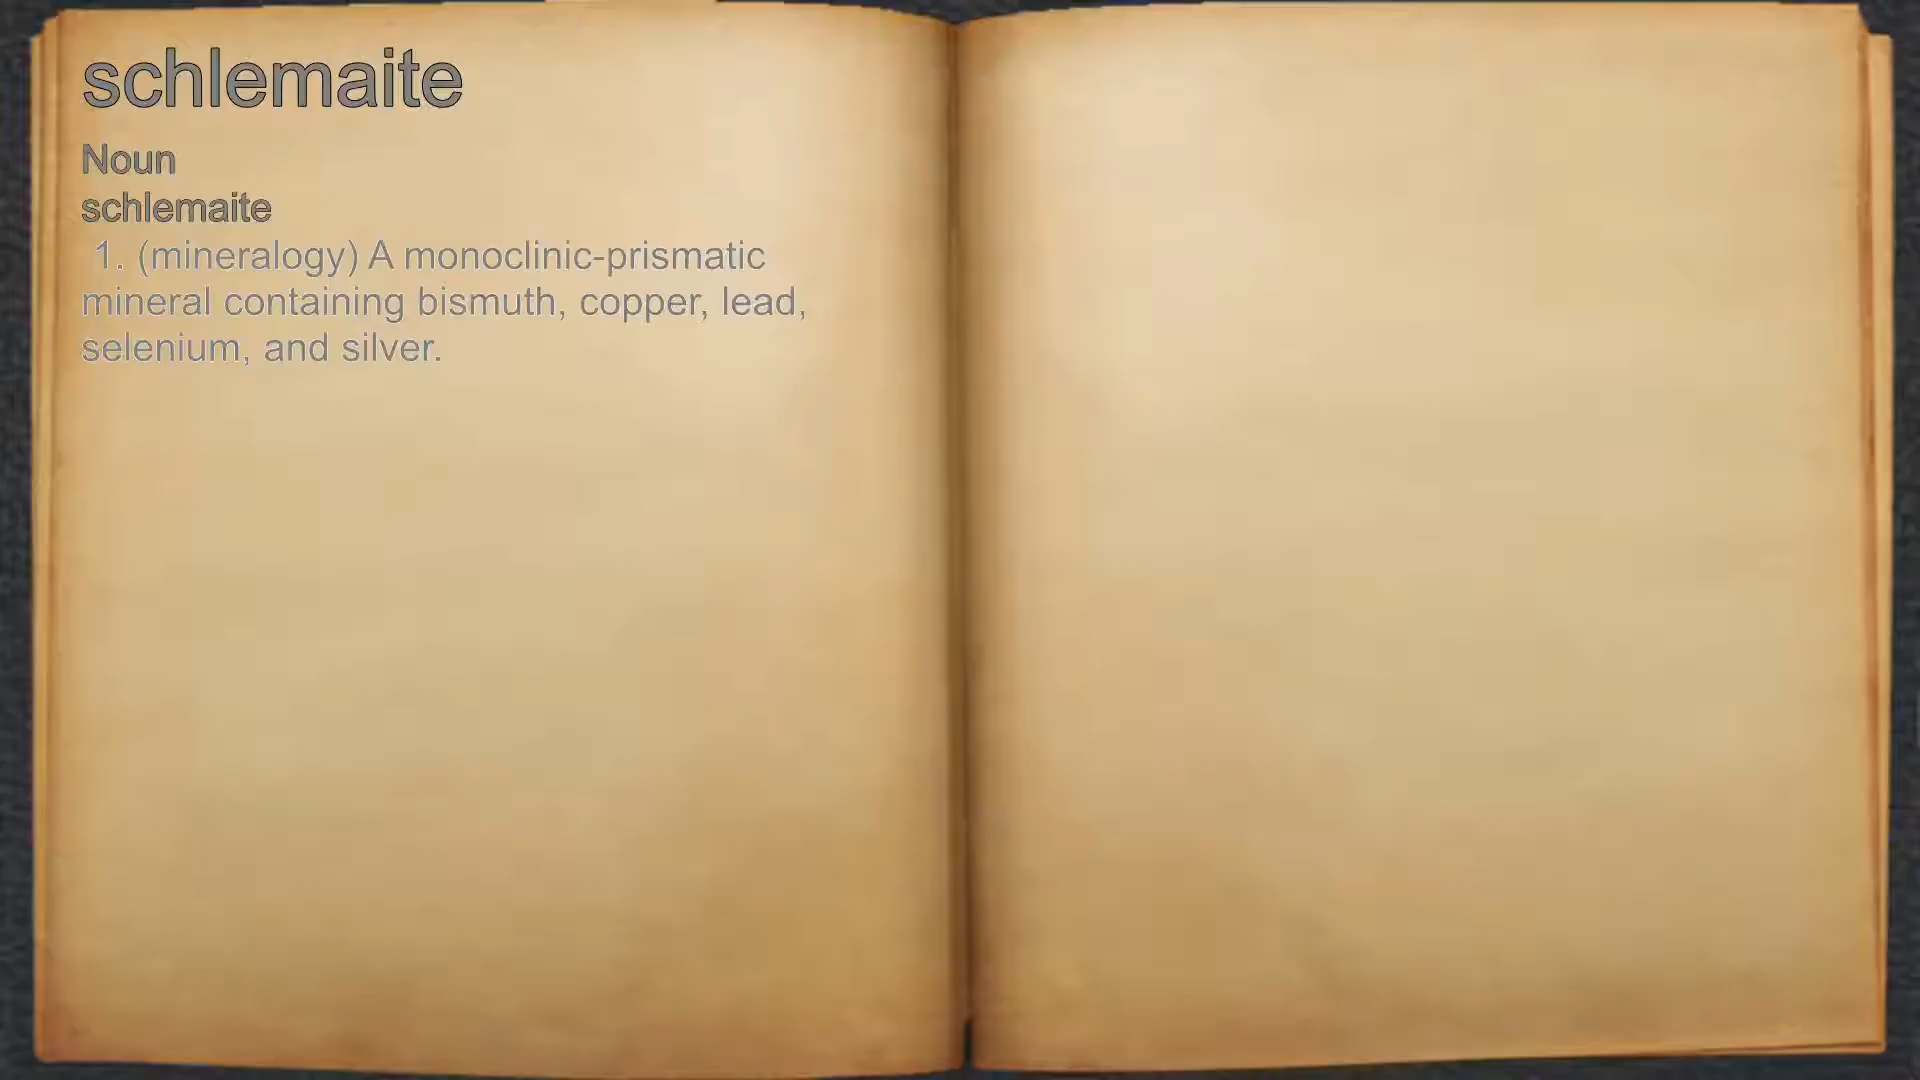 schlemaite
Noun
schlemaite
1. (mineralogy) A monoclinic-prismatic
mineral containing bismuth, copper, lead,
selenium, and silver.